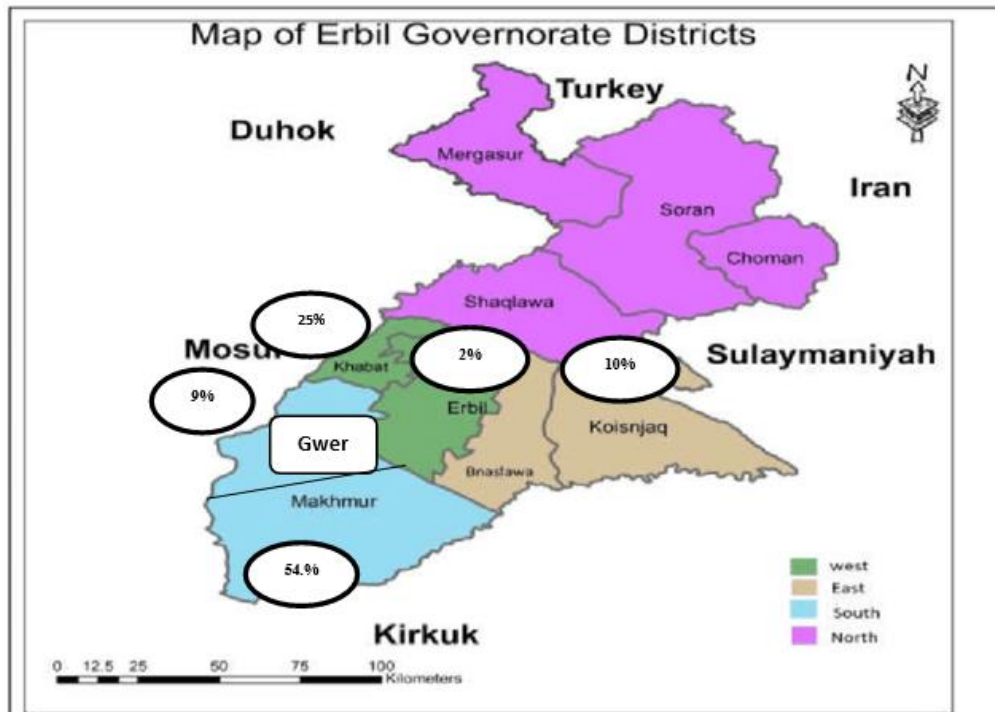 Map of Erbil Governorate Districts
N
Turkey
Duhok
Mergasur
Iran
Soran
Choman
Shaqlawa
25%
Mosul
2%
Sulaymaniyah
Khabat
10%
9%
Erbil
Koisnjaq
Gwer
Bnaslawa
Makhmur
54.%
west
East
South
North
Kirkuk
0 12.5 25 50 75 100
Kilometers